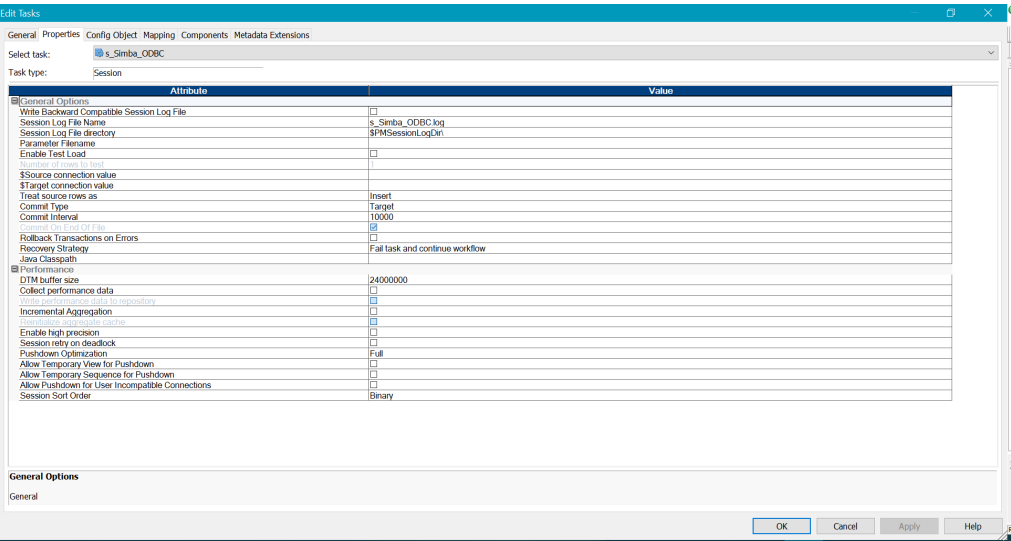 Edit Tasks
General Properties Config Object Mapping Components Metadata Extensions
Select task: s_Simba_ODBC
Task type: Session
Attribute Value
General Options
Write Backward Compatible Session Log File
Session Log File Name s_Simba_ODBC.log
Session Log File directory $PMSessionLogDir\
Parameter Filename
Enable Test Load
Number of rows to test 1
$Source connection value
$Target connection value
Treat source rows as Insert
Commit Type Target
Commit Interval 10000
Commit On End Of File
Rollback Transactions on Errors
Recovery Strategy Fail task and continue workflow
Java Classpath
Performance
DTM buffer size 24000000
Collect performance data
Write performance data to repository
Incremental Aggregation
Reinitialize aggregate cache
Enable high precision
Session retry on deadlock
Pushdown Optimization Full
Allow Temporary View for Pushdown
Allow Temporary Sequence for Pushdown
Allow Pushdown for User Incompatible Connections
Session Sort Order Binary
General Options
General
OK Cancel Apply Help